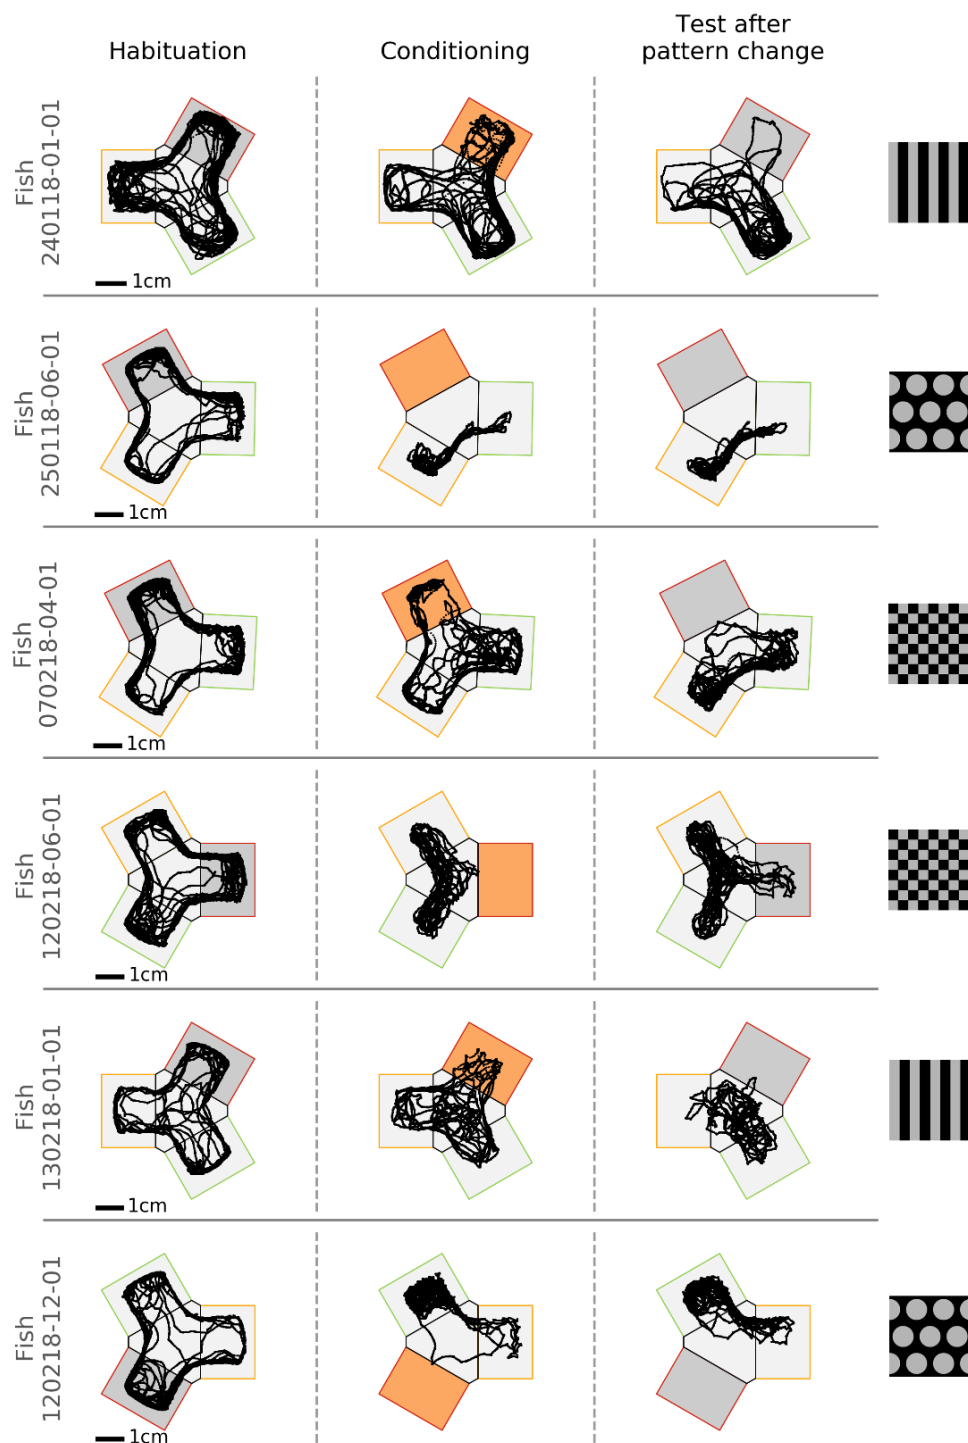 Habituation
Conditioning
Test after
pattern change
Fish
240118-01-01
1cm
Fish
250118-06-01
1cm
Fish
070218-04-01
1cm
Fish
120218-06-01
1cm
Fish
130218-01-01
1cm
Fish
120218-12-01
1cm